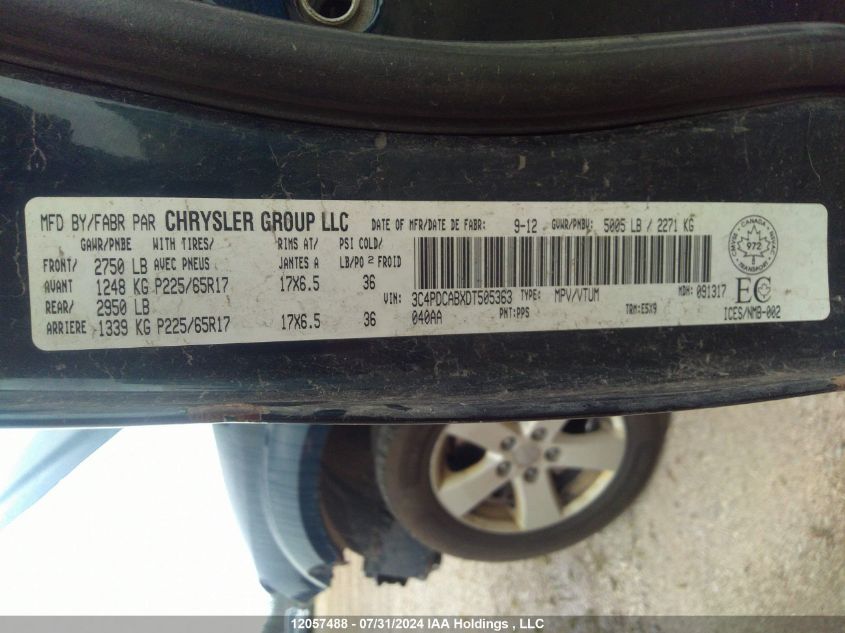 MFD BY/FABR PAR CHRYSLER GROUP LLC DATE OF MFR/DATE DE FABR: 9-12 GVWR/PNBV: 5005 LB / 2271 KG
GAWR/PNBE WITH TIRES/ RIMS AT/ PSI COLD/
FRONT/ 2750 LB AVEC PNEUS JANTES A LB/PO 2 FROID
AVANT 1248 KG P225/65R17 17X6.5 36
REAR/ 2950 LB
ARRIERE 1339 KG P225/65R17 17X6.5 36
VIN: 3C4PDCABXDT505363 TYPE: MPV/VTUM MDH: 091317
040AA PNT:PPS TRM:E5X9
CANADA
972
TRANSPORT
EC
ICES/NMB-002
12057488 - 07/31/2024 IAA Holdings , LLC